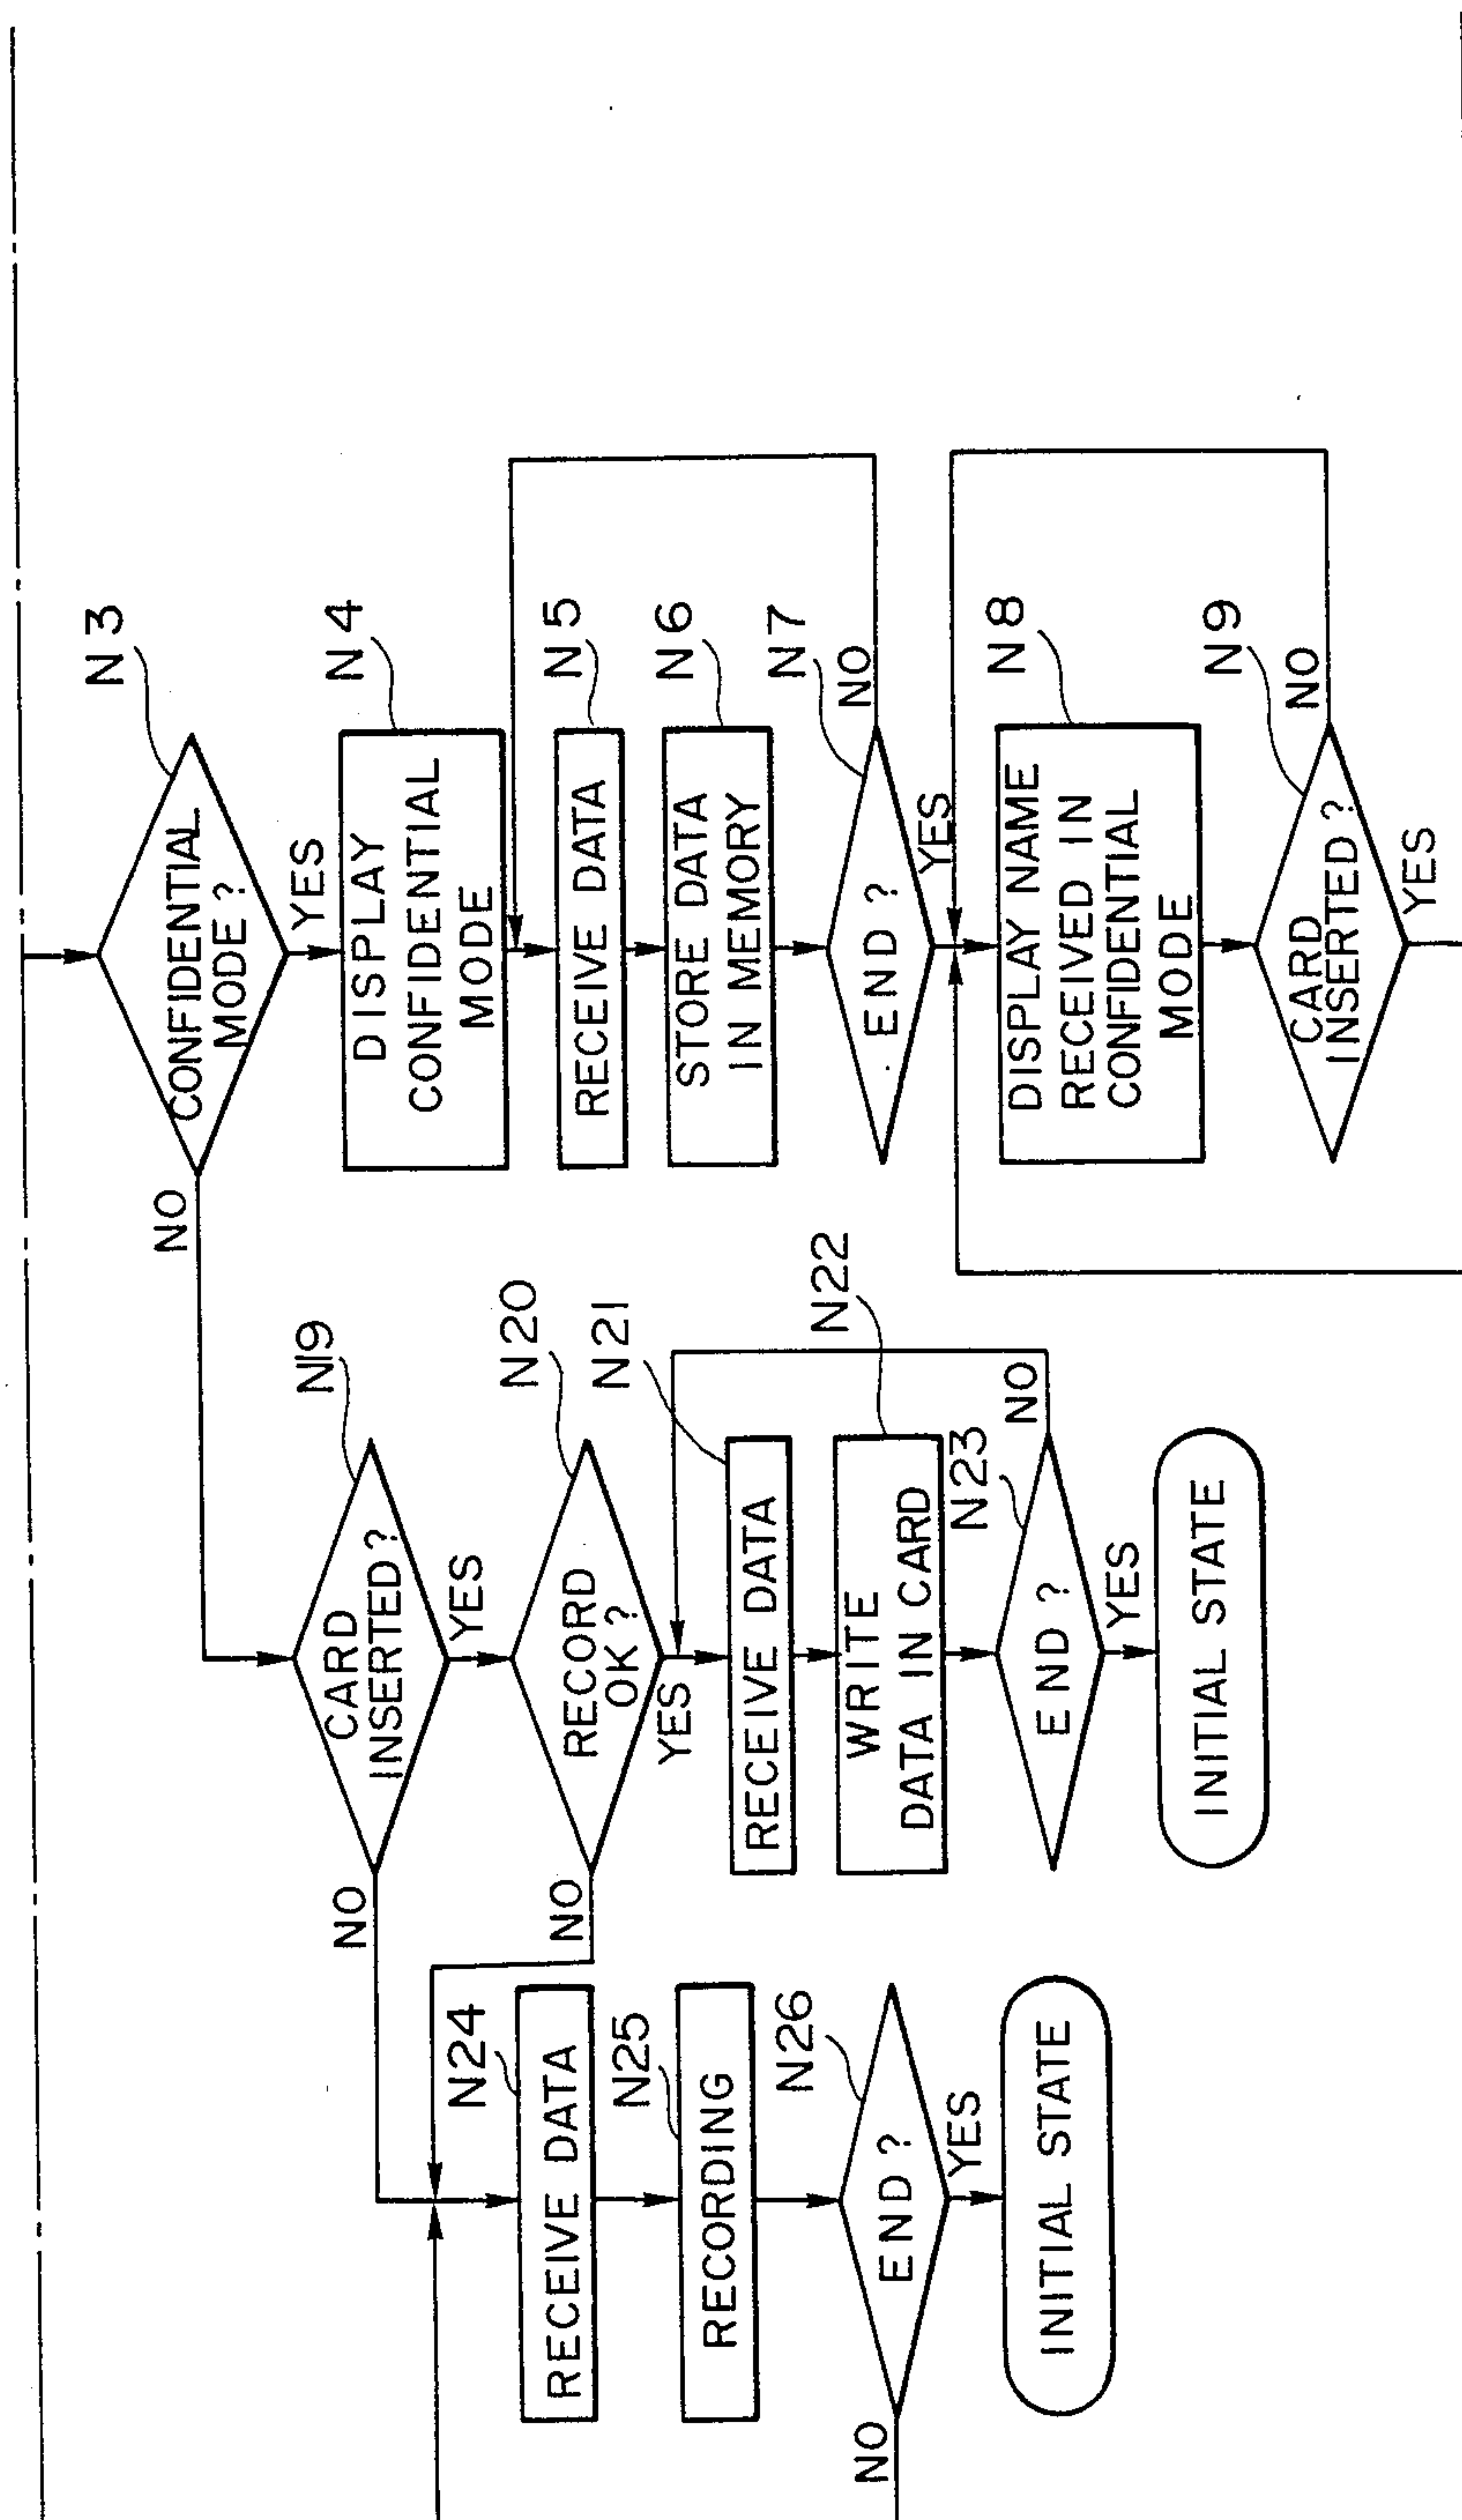 N3
CONFIDENTIAL
MODE ?
NO
YES
N4
DISPLAY
CONFIDENTIAL
MODE
N5
RECEIVE DATA
N6
STORE DATA
IN MEMORY
N7
END ?
NO
YES
N8
DISPLAY NAME
RECEIVED IN
CONFIDENTIAL
MODE
N9
CARD
INSERTED ?
NO
YES
N19
CARD
INSERTED ?
NO
YES
N20
RECORD
OK ?
NO
YES
N21
RECEIVE DATA
N22
WRITE
DATA IN CARD
N23
END ?
NO
YES
INITIAL STATE
N24
RECEIVE DATA
N25
RECORDING
N26
END ?
NO
YES
INITIAL STATE